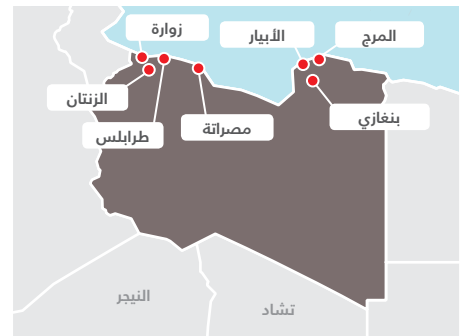 زوارة
الأبيار
المرج
الزنتان
طرابلس
مصراتة
بنغازي
النيجر
تشاد